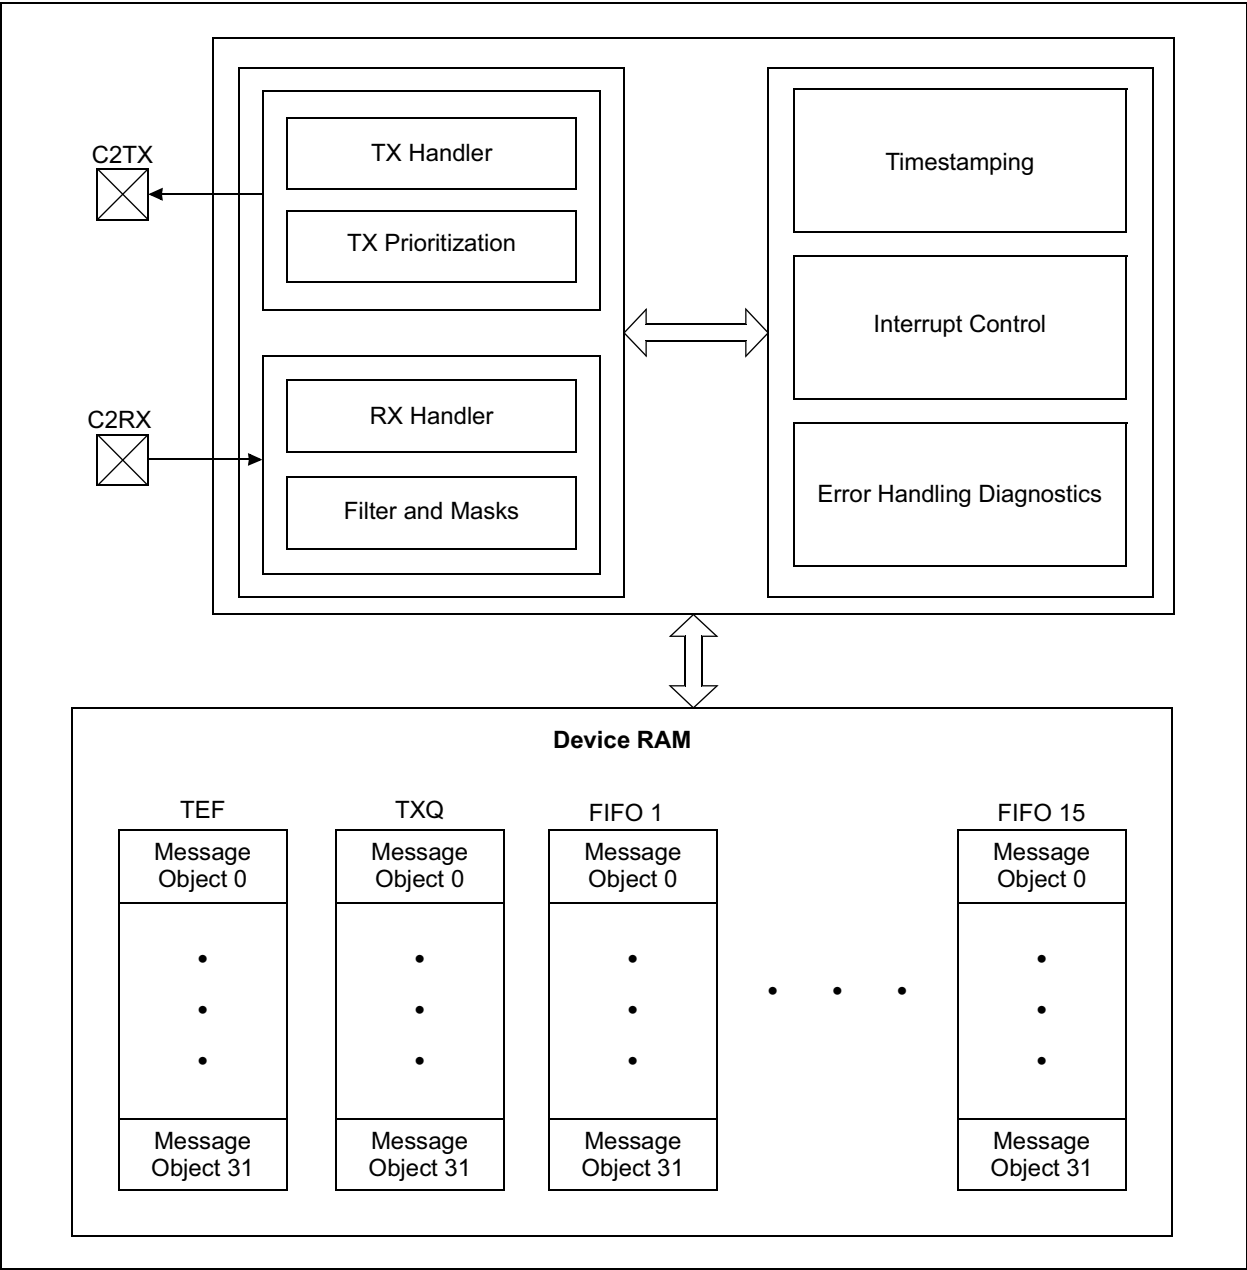 C2TX
TX Handler
TX Prioritization
C2RX
RX Handler
Filter and Masks
Timestamping
Interrupt Control
Error Handling Diagnostics
Device RAM
TEF
Message
Object 0
Message
Object 31
TXQ
Message
Object 0
Message
Object 31
FIFO 1
Message
Object 0
Message
Object 31
FIFO 15
Message
Object 0
Message
Object 31